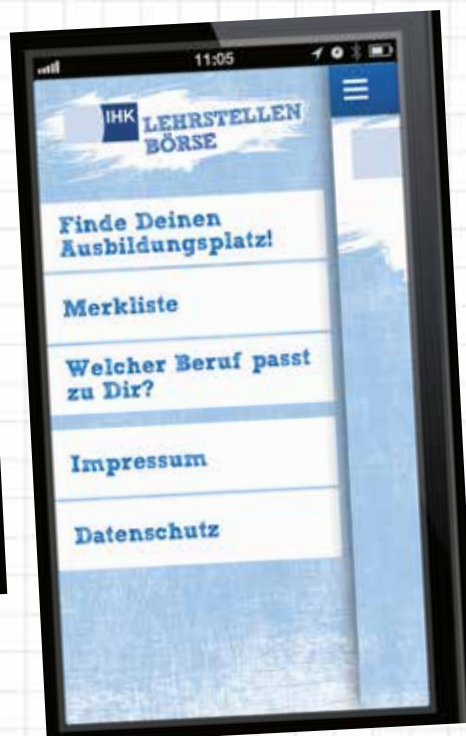 11:05
IHK LEHRSTELLEN
BÖRSE
Finde Deinen
Ausbildungsplatz!
Merkliste
Welcher Beruf passt
zu Dir?
Impressum
Datenschutz